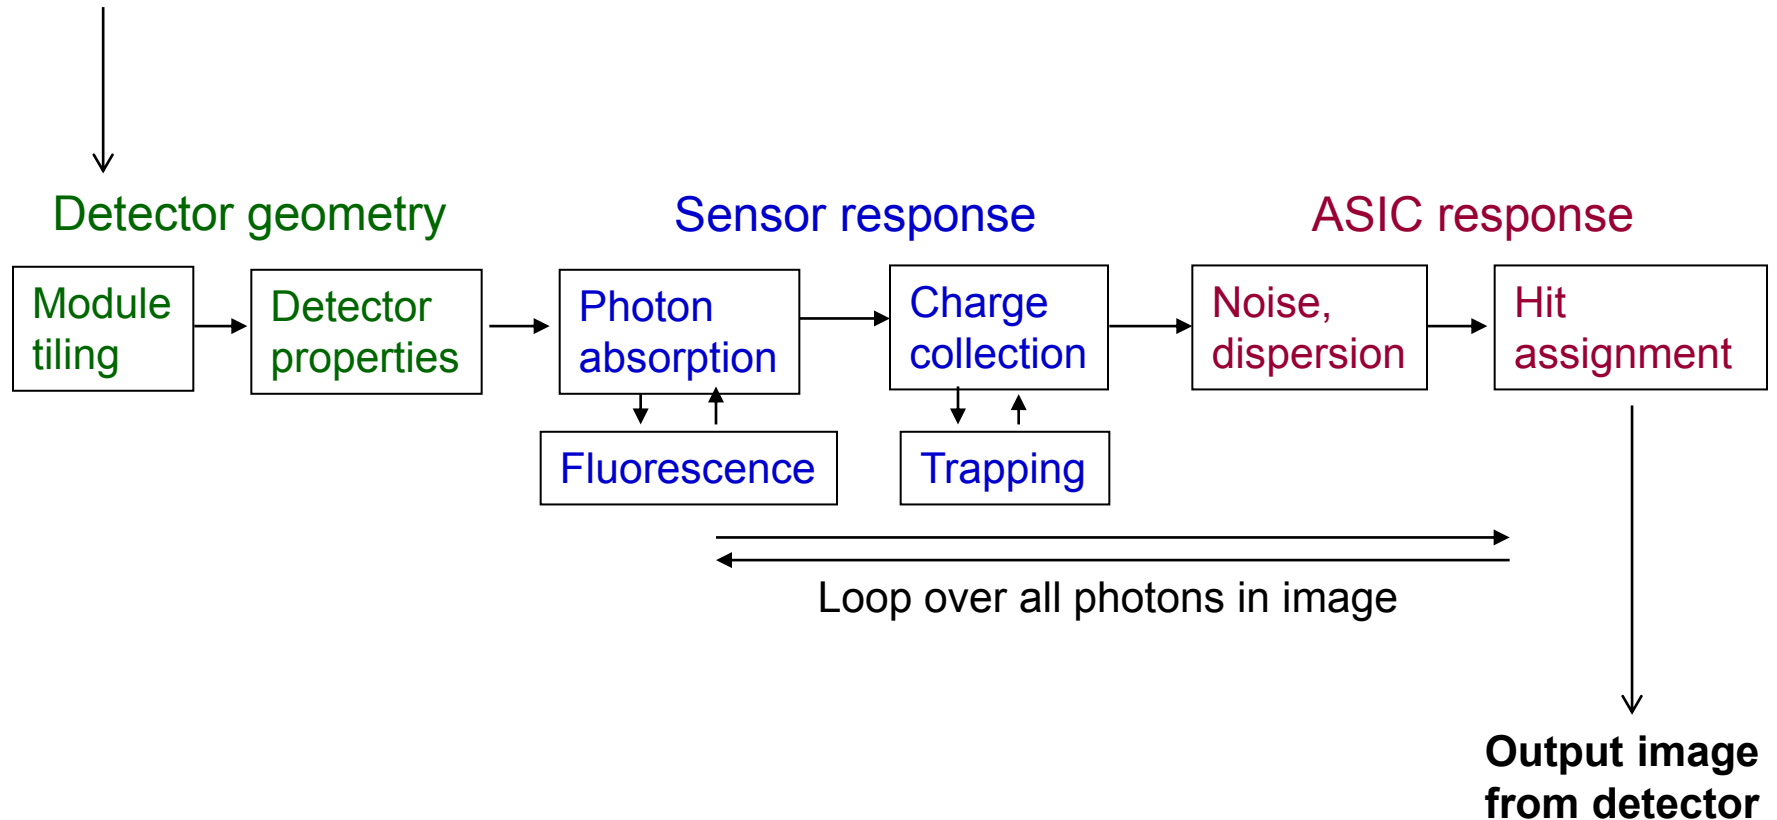 Detector geometry
Sensor response
ASIC response
Module
tiling
Detector
properties
Photon
absorption
Charge
collection
Noise,
dispersion
Hit
assignment
Fluorescence
Trapping
Loop over all photons in image
Output image
from detector